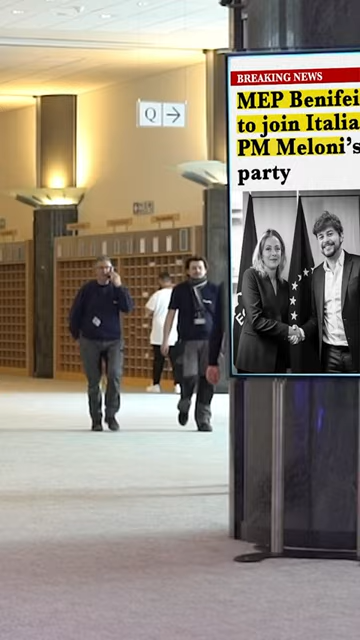 Q →
BREAKING NEWS
MEP Benifei
to join Italia
PM Meloni's
party